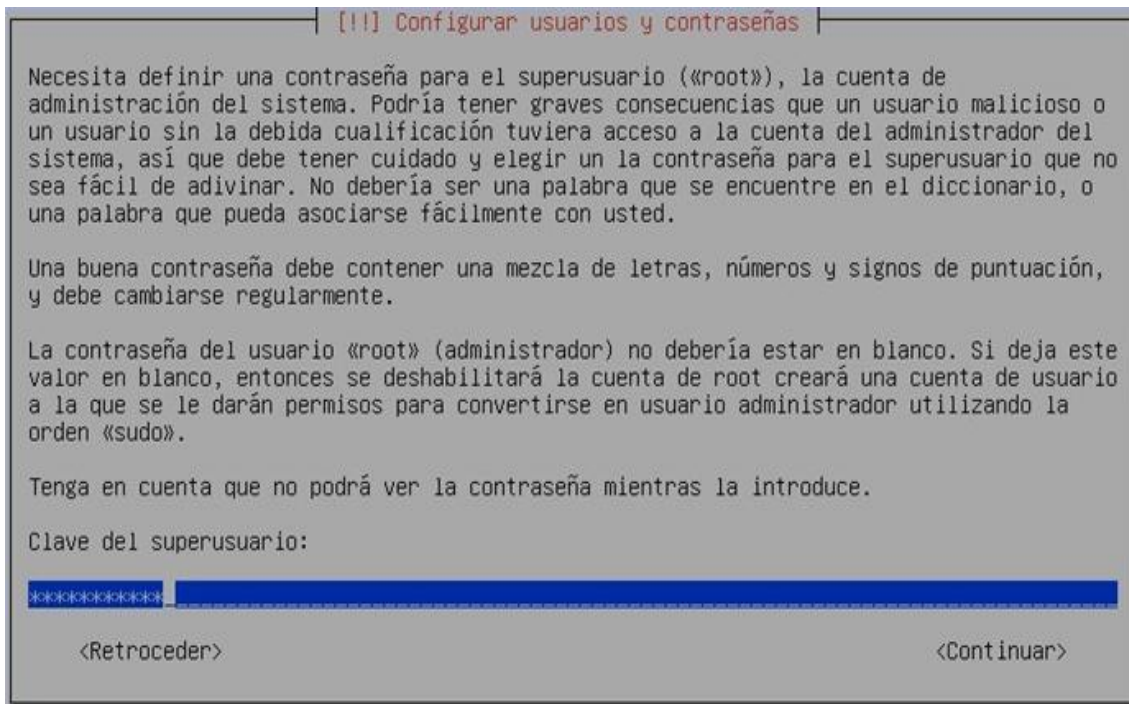 [!!] Configurar usuarios y contraseñas
Necesita definir una contraseña para el superusuario («root»), la cuenta de
administración del sistema. Podría tener graves consecuencias que un usuario malicioso o
un usuario sin la debida cualificación tuviera acceso a la cuenta del administrador del
sistema, así que debe tener cuidado y elegir un la contraseña para el superusuario que no
sea fácil de adivinar. No debería ser una palabra que se encuentre en el diccionario, o
una palabra que pueda asociarse fácilmente con usted.
Una buena contraseña debe contener una mezcla de letras, números y signos de puntuación,
y debe cambiarse regularmente.
La contraseña del usuario «root» (administrador) no debería estar en blanco. Si deja este
valor en blanco, entonces se deshabilitará la cuenta de root creará una cuenta de usuario
a la que se le darán permisos para convertirse en usuario administrador utilizando la
orden «sudo».
Tenga en cuenta que no podrá ver la contraseña mientras la introduce.
Clave del superusuario:
***********
<Retroceder> <Continuar>